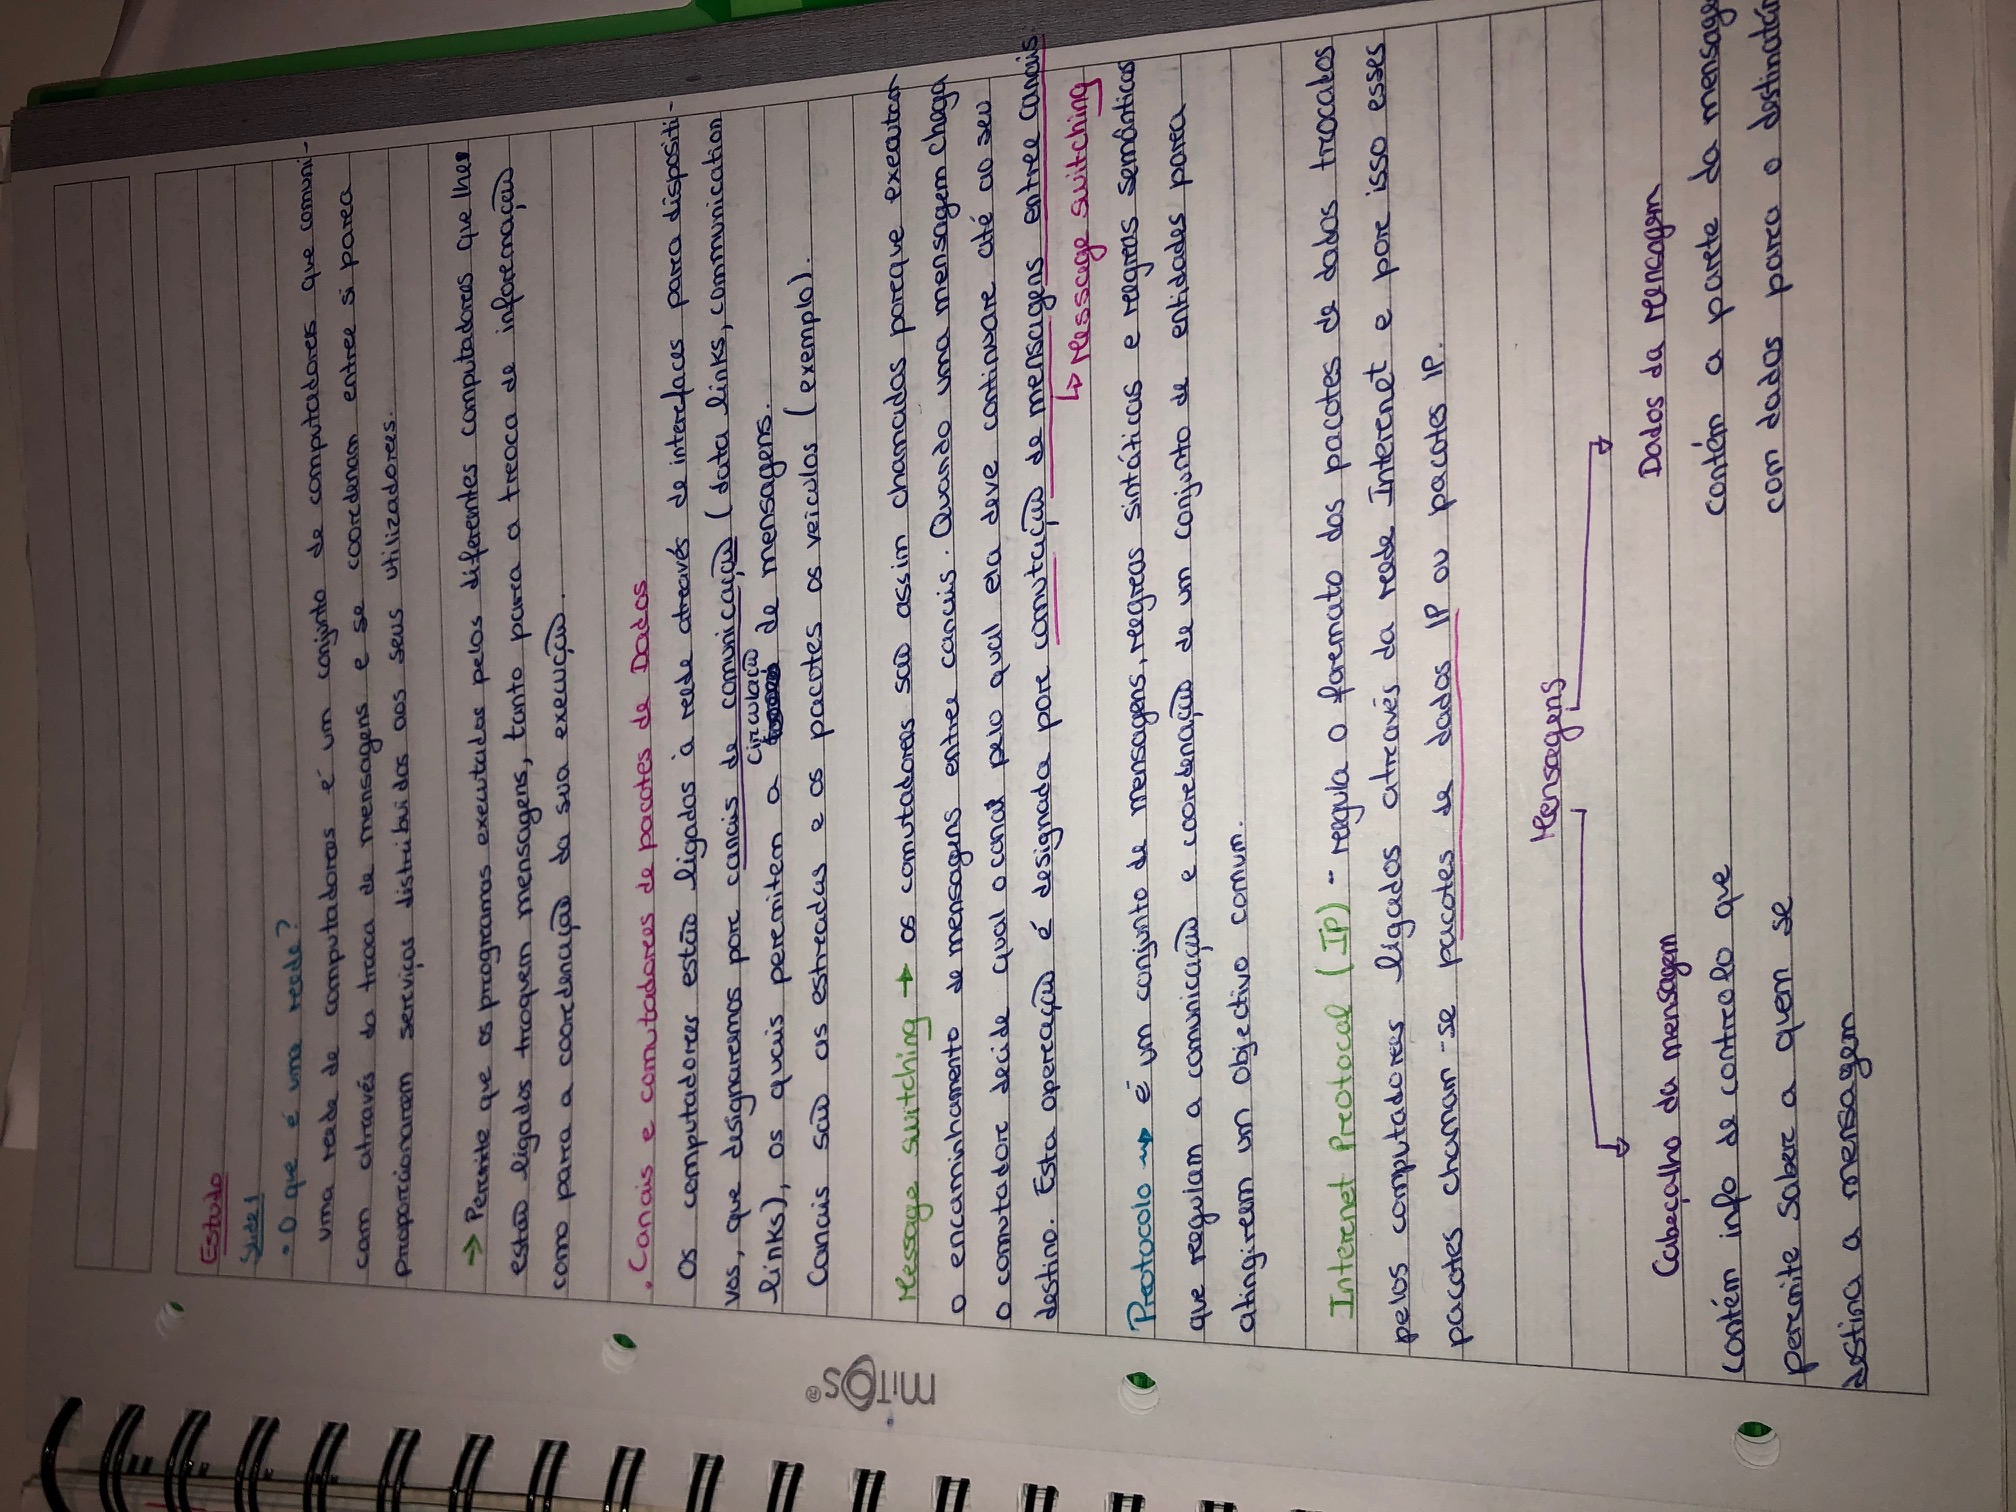 Estudo
Slide 1
• O que é uma rede?
uma rede de computadores é um conjunto de computadores que comuni-
cam através da troca de mensagens e se coordenam entre si para
proporcionarem serviços distribuidos aos seus utilizadores.
→ Permite que os programas executados pelos diferentes computadores que lhes
estão ligados troquem mensagens, tanto para a troca de informação
como para a coordenação da sua execução.
. Canais e comutadores de pacotes de Dados
Os computadores estão ligados à rede através de interfaces para dispositi-
vos, que designaremos por canais de comunicação (data links, communication
links), os quais permitem a circulação de mensagens.
Canais são as estradas e os pacotes os veiculos (exemplo).
Message switching → os comutadores são assim chamados porque executam
o encaminhamento de mensagens entre canais. Quando uma mensagem chega
o comutador decide qual o canal pelo qual ela deve continuar até ao seu
destino. Esta operação é designada por comutação de mensagens entre canais.
↳ Message switching
Protocolo → é um conjunto de mensagens, regras sintáticas e regras semânticas
que regulam a comunicação e coordenação de um conjunto de entidades para
atingirem um objectivo comum.
Internet Protocol (IP) - regula o formato dos pacotes de dados trocados
pelos computadores ligados através da rede Internet e por isso esses
pacotes chamam-se pacotes de dados IP ou pacotes IP.
Mensagens
Cabeçalho da mensagem
contém info de controlo que
permite saber a quem se
destina a mensagem
Dados da mensagem
contém a parte da mensage
com dados para o destinatár
mitos®